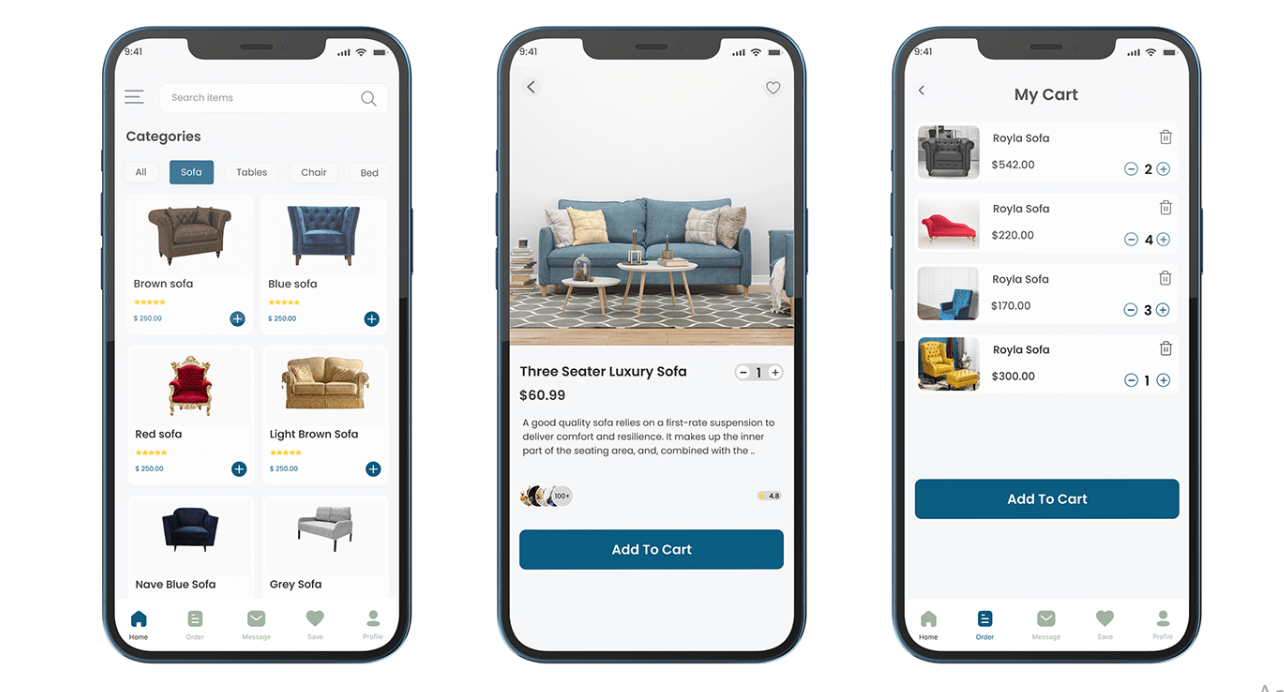 9:41
Search items
Categories
All Sofa Tables Chair Bed
Brown sofa
$ 250.00
Blue sofa
$ 250.00
Red sofa
$ 250.00
Light Brown Sofa
$ 250.00
Nave Blue Sofa
Grey Sofa
Home Order Message Save Profile
9:41
Three Seater Luxury Sofa
1
$60.99
A good quality sofa relies on a first-rate suspension to
deliver comfort and resilience. It makes up the inner
part of the seating area, and, combined with the ..
100+
4.8
Add To Cart
9:41
My Cart
Royla Sofa
$542.00
2
Royla Sofa
$220.00
4
Royla Sofa
$170.00
3
Royla Sofa
$300.00
1
Add To Cart
Home Order Message Save Profile